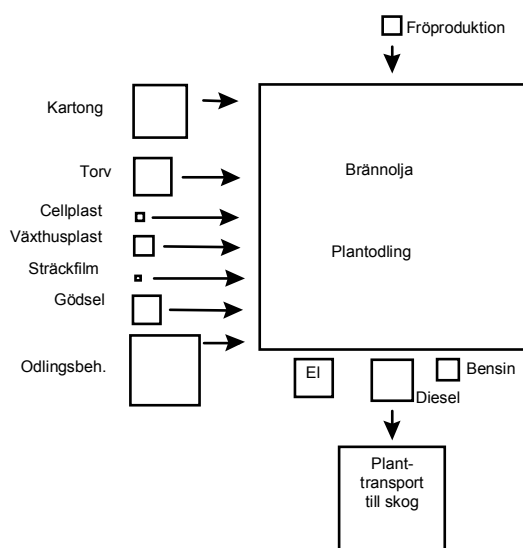 Fröproduktion
Kartong
Torv
Brännolja
Cellplast
Växthusplast
Plantodling
Sträckfilm
Gödsel
Odlingsbeh.
El
Bensin
Diesel
Plant-
transport
till skog